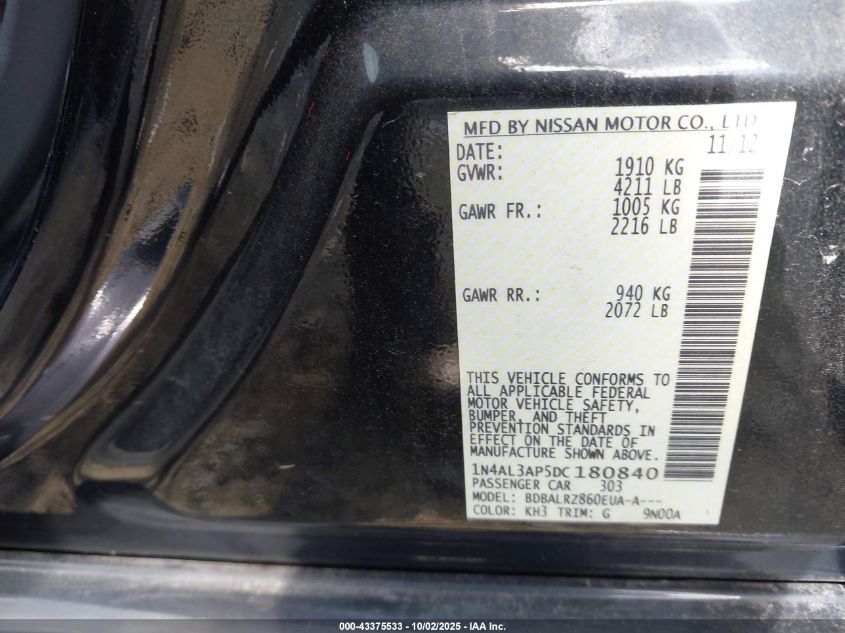 MFD BY NISSAN MOTOR CO., LTD
DATE: 11/12
GVWR: 1910 KG
4211 LB
GAWR FR.: 1005 KG
2216 LB
GAWR RR.: 940 KG
2072 LB
THIS VEHICLE CONFORMS TO
ALL APPLICABLE FEDERAL
MOTOR VEHICLE SAFETY,
BUMPER, AND THEFT
PREVENTION STANDARDS IN
EFFECT ON THE DATE OF
MANUFACTURE SHOWN ABOVE.
1N4AL3AP5DC180840
PASSENGER CAR 303
MODEL: BDBALRZ860EUA-A---
COLOR: KH3 TRIM: G 9N00A
000-43375533 - 10/02/2025 - IAA Inc.